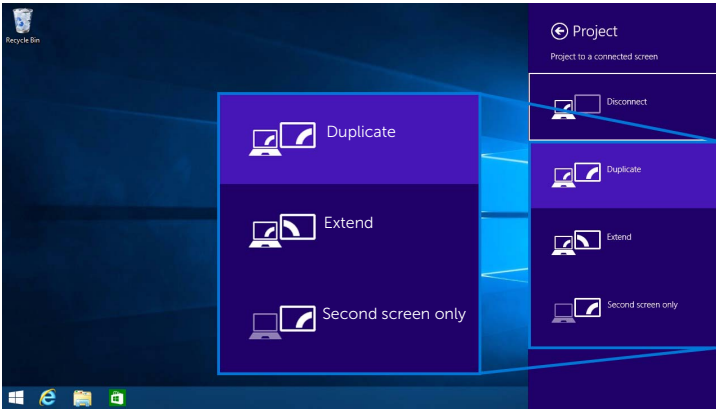 Recycle Bin
Project
Project to a connected screen
Disconnect
Duplicate
Extend
Second screen only
Duplicate
Extend
Second screen only